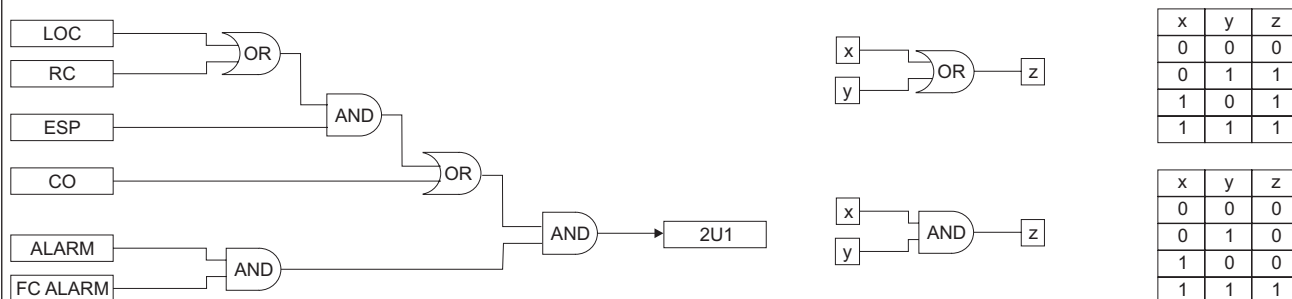 LOC
RC
ESP
CO
ALARM
FC ALARM
OR
AND
OR
AND
AND
2U1
x
y
OR
z
x
y
AND
z
x y z
0 0 0
0 1 1
1 0 1
1 1 1
x y z
0 0 0
0 1 0
1 0 0
1 1 1